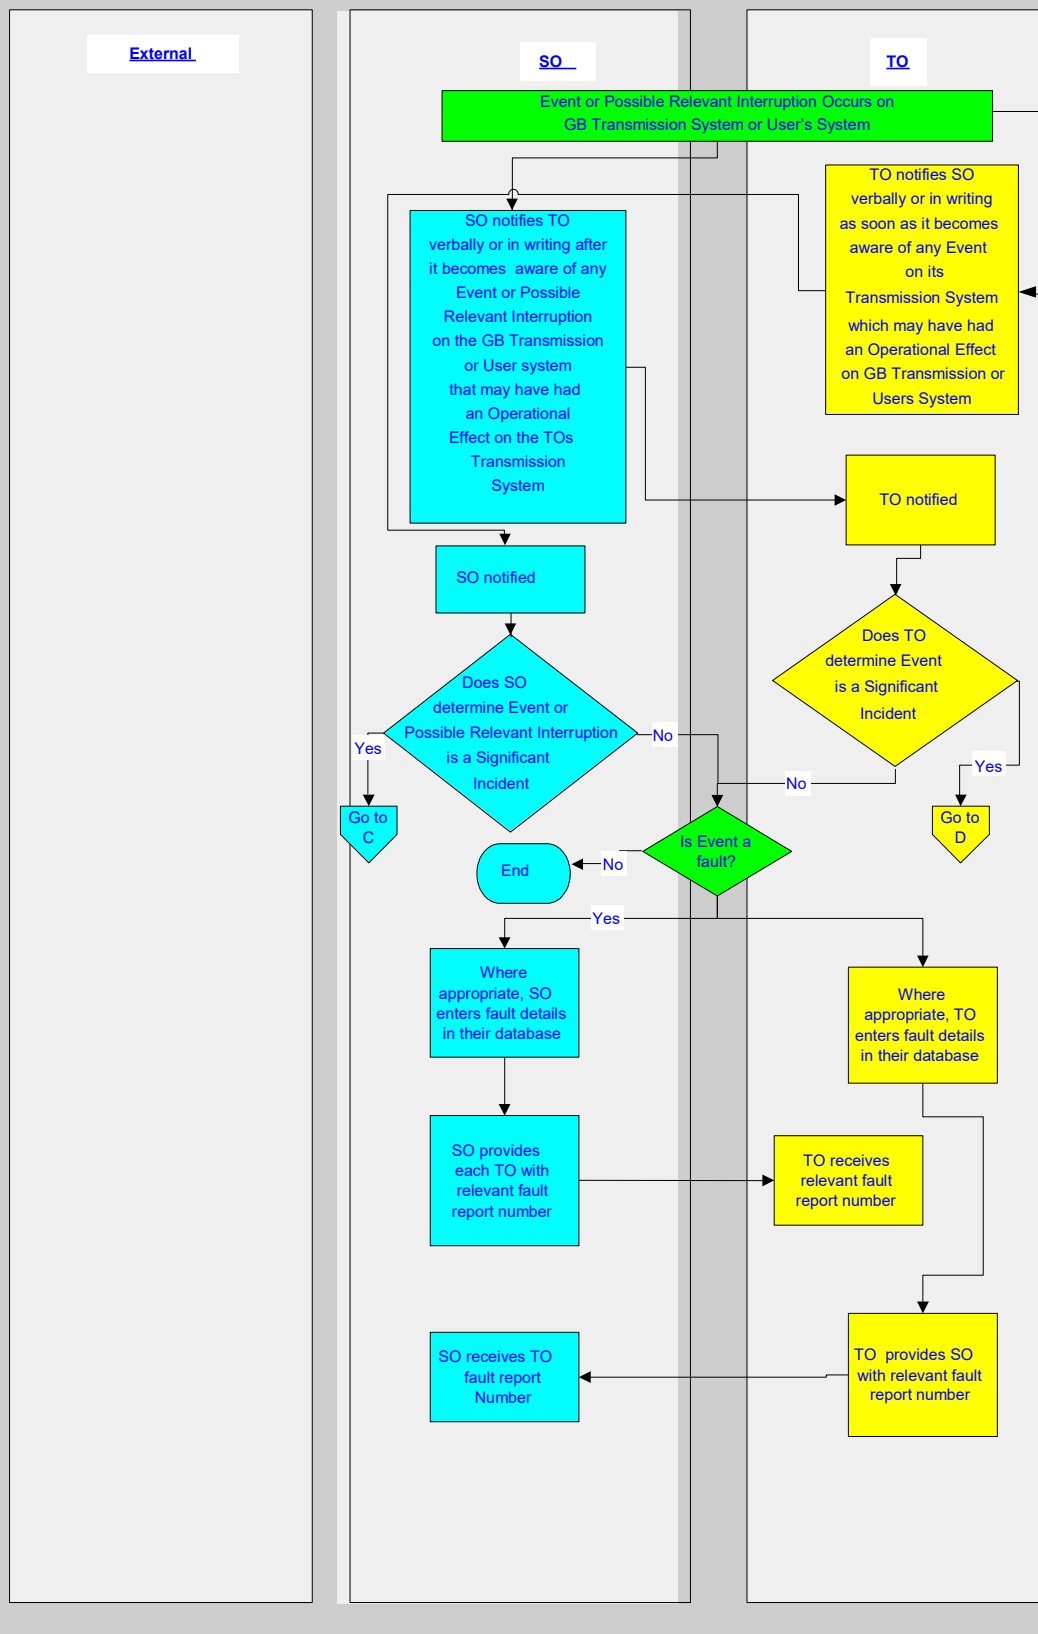 External
SO
TO
Event or Possible Relevant Interruption Occurs on
GB Transmission System or User's System
TO notifies SO
verbally or in writing
as soon as it becomes
aware of any Event
on its
Transmission System
which may have had
an Operational Effect
on GB Transmission or
Users System
SO notifies TO
verbally or in writing after
it becomes aware of any
Event or Possible
Relevant Interruption
on the GB Transmission
or User system
that may have had
an Operational
Effect on the TOs
Transmission
System
TO notified
SO notified
Does TO
determine Event
is a Significant
Incident
Does SO
determine Event or
Possible Relevant Interruption
is a Significant
Incident
Yes
No
No
Yes
Go to
C
Go to
D
Is Event a
fault?
No
End
Yes
Where
appropriate, SO
enters fault details
in their database
Where
appropriate, TO
enters fault details
in their database
SO provides
each TO with
relevant fault
report number
TO receives
relevant fault
report number
TO provides SO
with relevant fault
report number
SO receives TO
fault report
Number